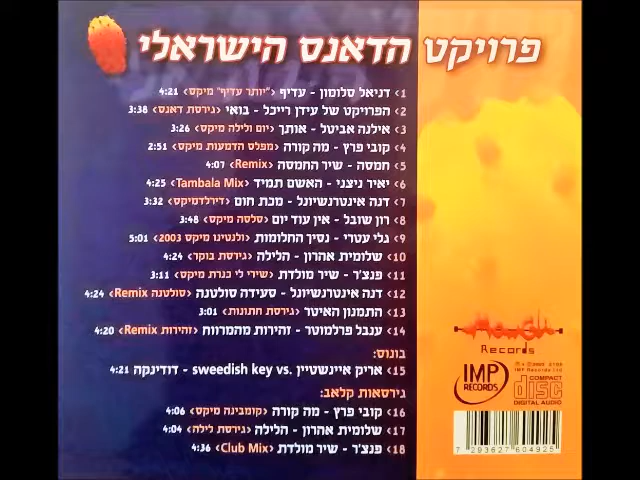 פרויקט הדאנס הישראלי
1> דניאל סלומון - עדיף <"יותר עדיף" מיקס> 4:21
2> הפרויקט של עידן רייכל - בואי <גירסת דאנס> 3:38
3> אילנה אביטל - אותך <יום ולילה מיקס> 3:26
4> קובי פרץ - מה קורה <מפלס הדמעות מיקס> 2:51
5> חמסה - שיר החמסה <Remix> 4:07
6> יאיר ניצני - האשם תמיד <Tambala Mix> 4:25
7> דנה אינטרנשיונל - מכת חום <דירלדמיקס> 3:32
8> רון שובל - אין עוד יום <סלסה מיקס> 3:48
9> גלי עטרי - נסיך החלומות <ולנטינו מיקס 2003> 5:01
10> שלומית אהרון - הלילה <גירסת בוקר> 4:24
11> פנצ'ר - שיר מולדת <שירי לי כנרת מיקס> 3:11
12> דנה אינטרנשיונל - סעידה סולטנה <סולטנה Remix> 4:24
13> התמנון האיטר <גירסת חתונות> 3:01
14> ענבל פרלמוטר - זהירות מהמרווח <זהירות Remix> 4:20
בונוס:
15> אריק איינשטיין .vs sweedish key - דודינקה 4:21
גירסאות קלאב:
16> קובי פרץ - מה קורה <קומבינה מיקס> 4:06
17> שלומית אהרון - הלילה <גירסת לילה> 4:04
18> פנצ'ר - שיר מולדת <Club Mix> 4:36
Records
IMP
RECORDS
IMP Records Ltd
COMPACT
disc
DIGITAL AUDIO
7 293627 604925